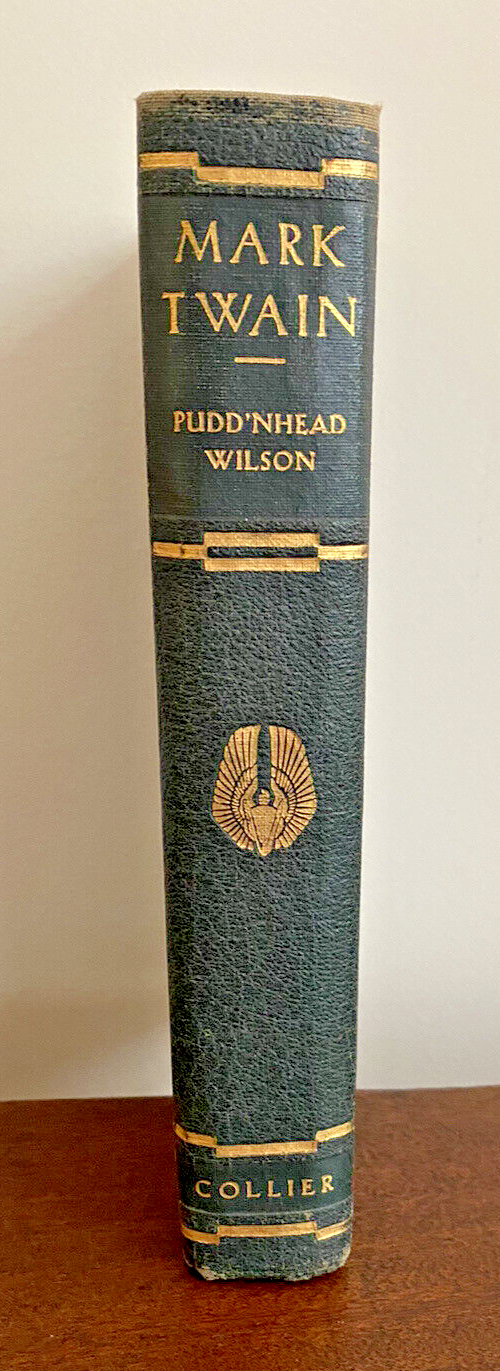 MARK
TWAIN
PUDD'NHEAD
WILSON
COLLIER